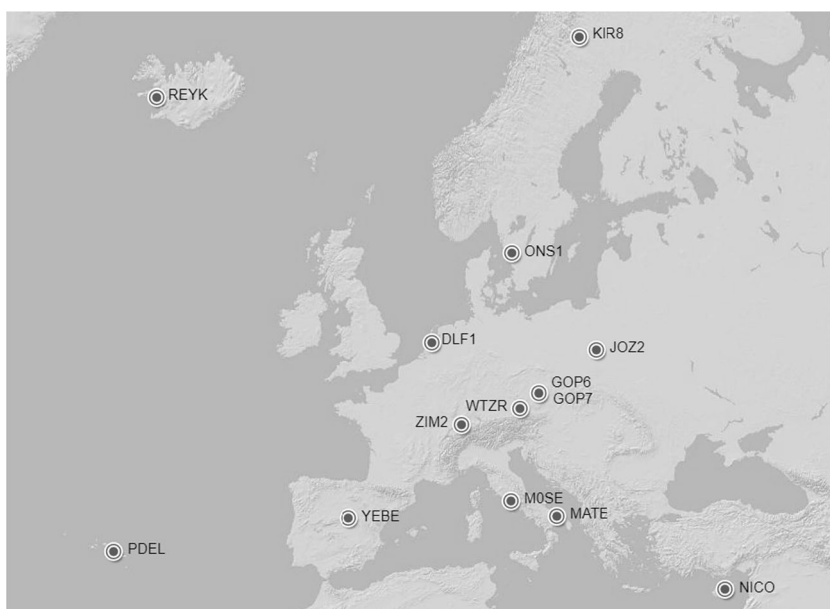 KIR8
REYK
ONS1
DLF1
JOZ2
GOP6
GOP7
WTZR
ZIM2
M0SE
MATE
YEBE
PDEL
NICO